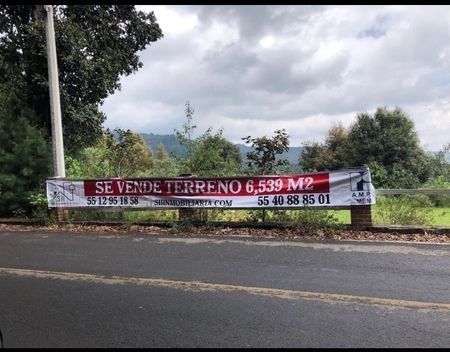 SE VENDE TERRENO 6,539 M2
55 12 95 18 58 SHINMOBILIARIA.COM 55 40 88 85 01
A M P I